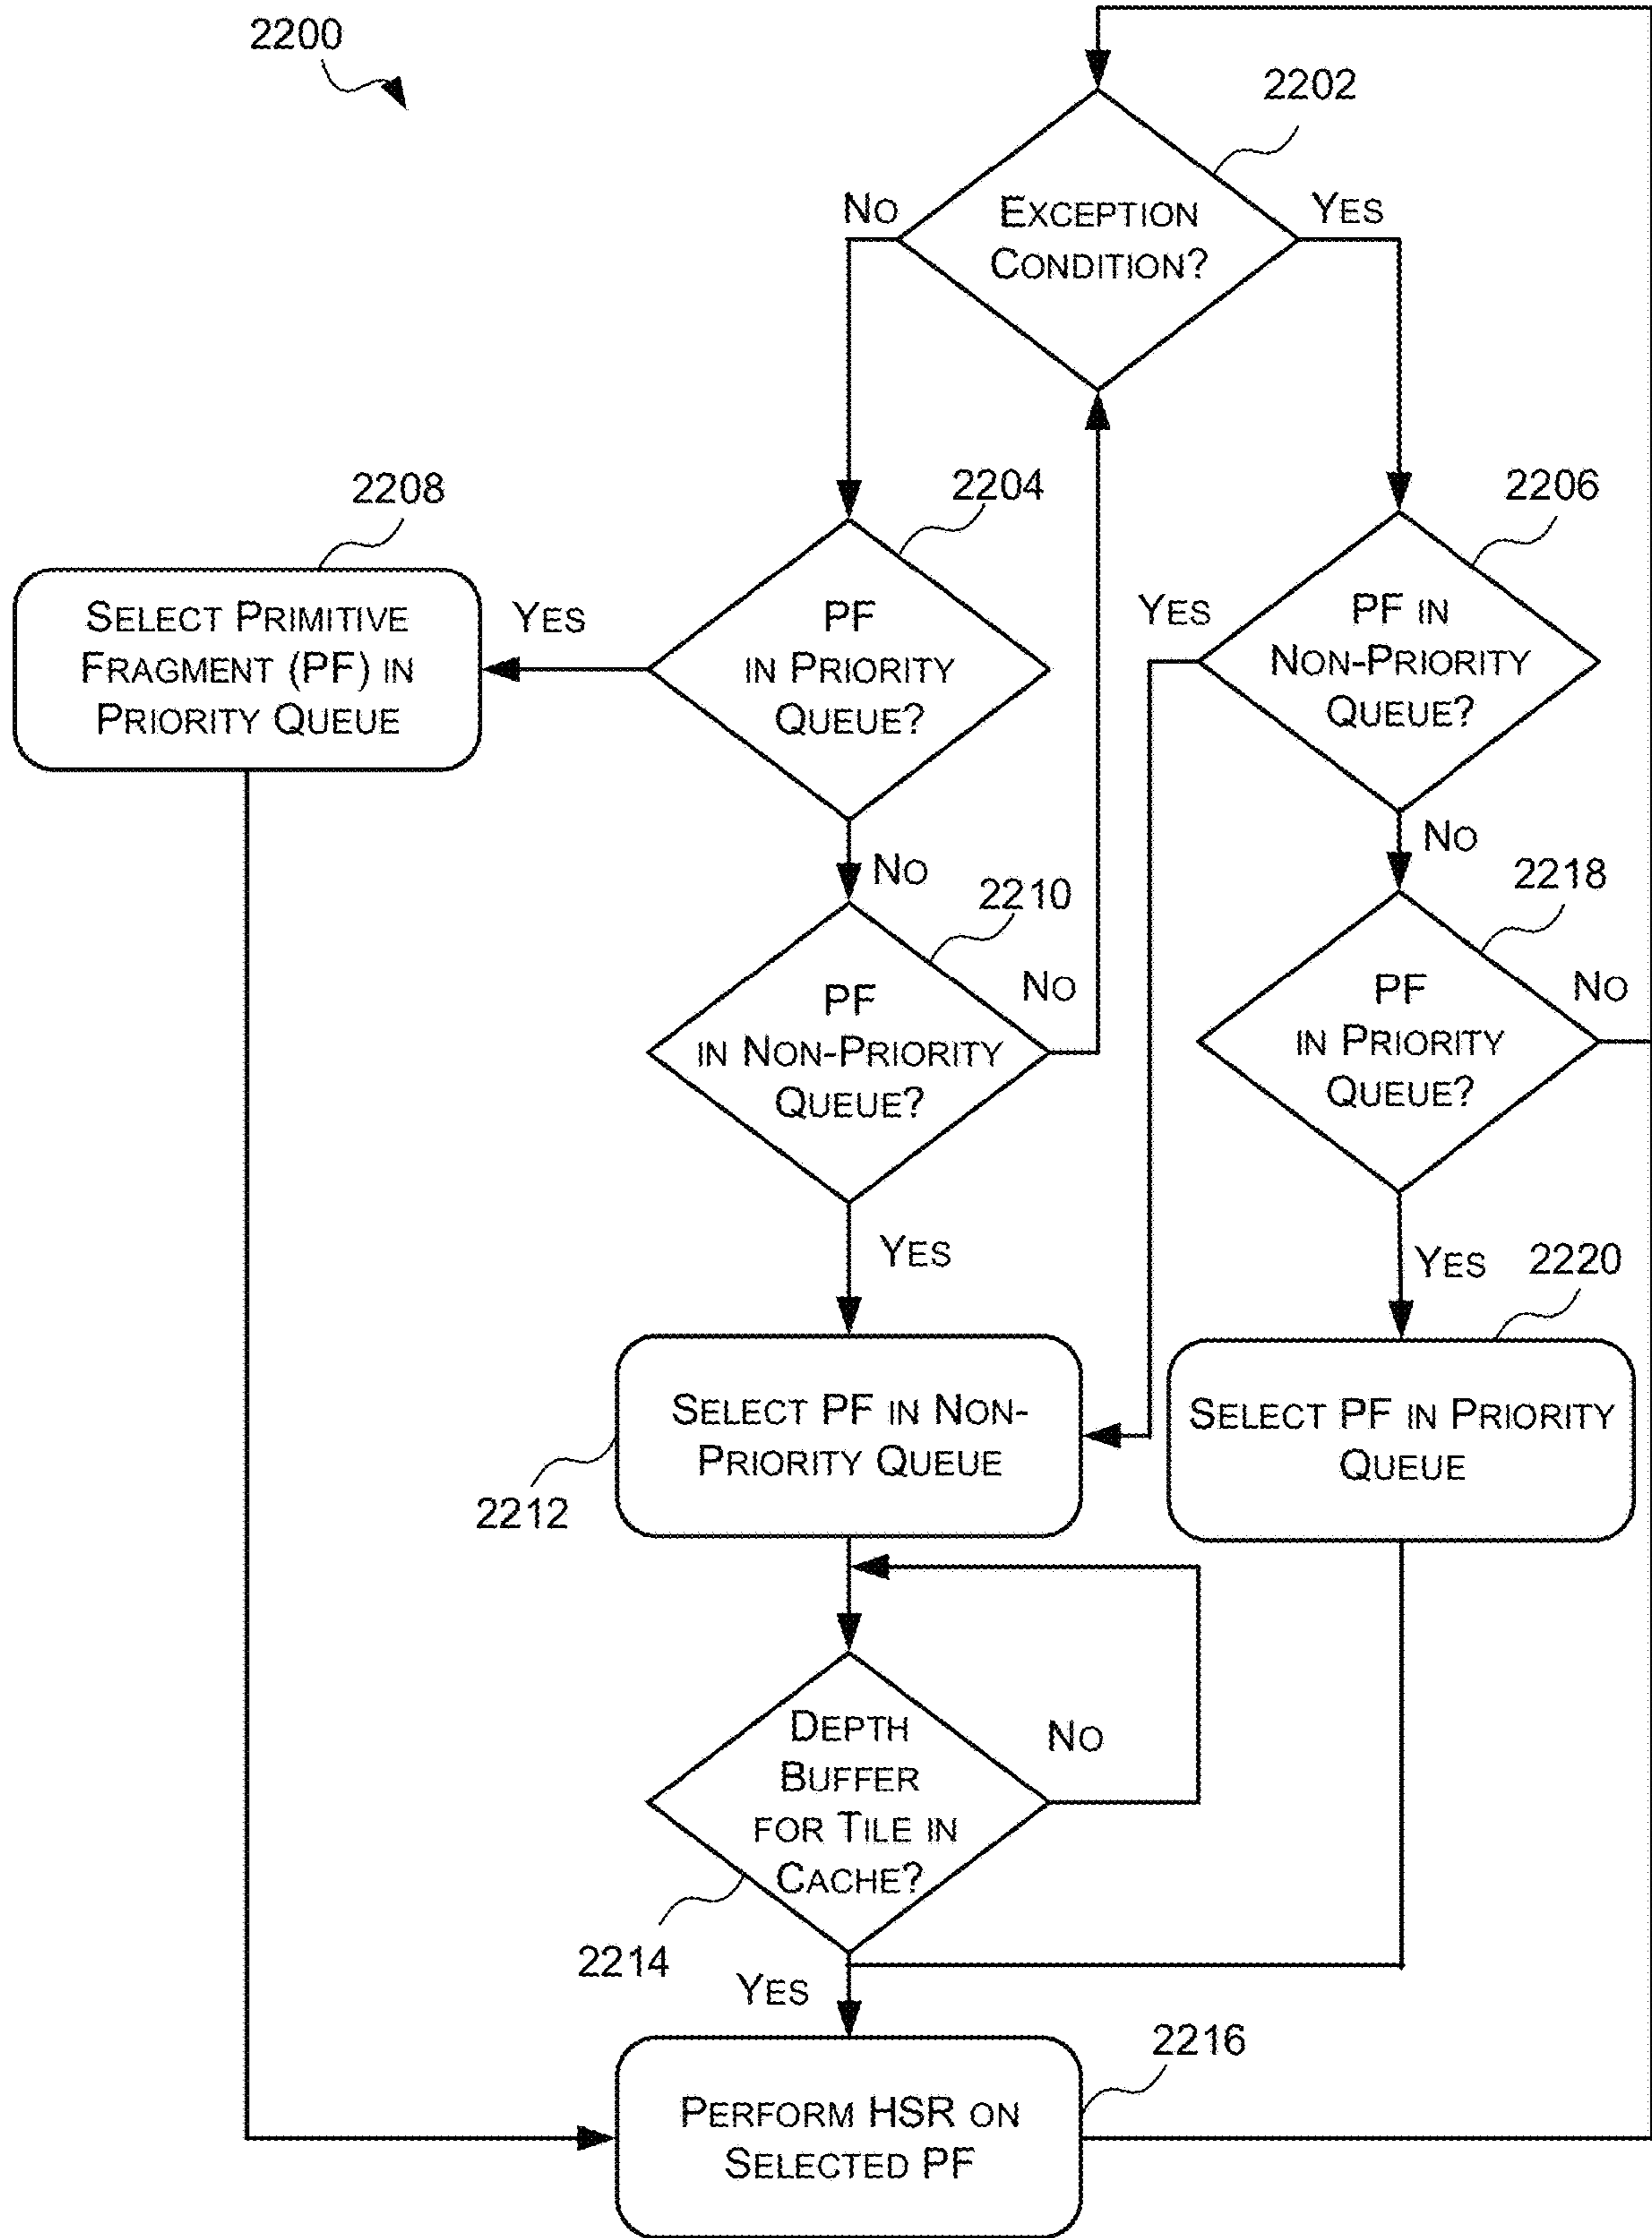 2200
2202
No
Yes
EXCEPTION
CONDITION?
2208
2204
2206
SELECT PRIMITIVE
FRAGMENT (PF) IN
PRIORITY QUEUE
YES
PF
IN PRIORITY
QUEUE?
YES
PF IN
NON-PRIORITY
QUEUE?
NO
NO
2210
2218
PF
IN NON-PRIORITY
QUEUE?
NO
PF
IN PRIORITY
QUEUE?
NO
YES
YES
2220
SELECT PF IN NON-
PRIORITY QUEUE
2212
SELECT PF IN PRIORITY
QUEUE
DEPTH
BUFFER
FOR TILE IN
CACHE?
NO
2214
YES
2216
PERFORM HSR ON
SELECTED PF